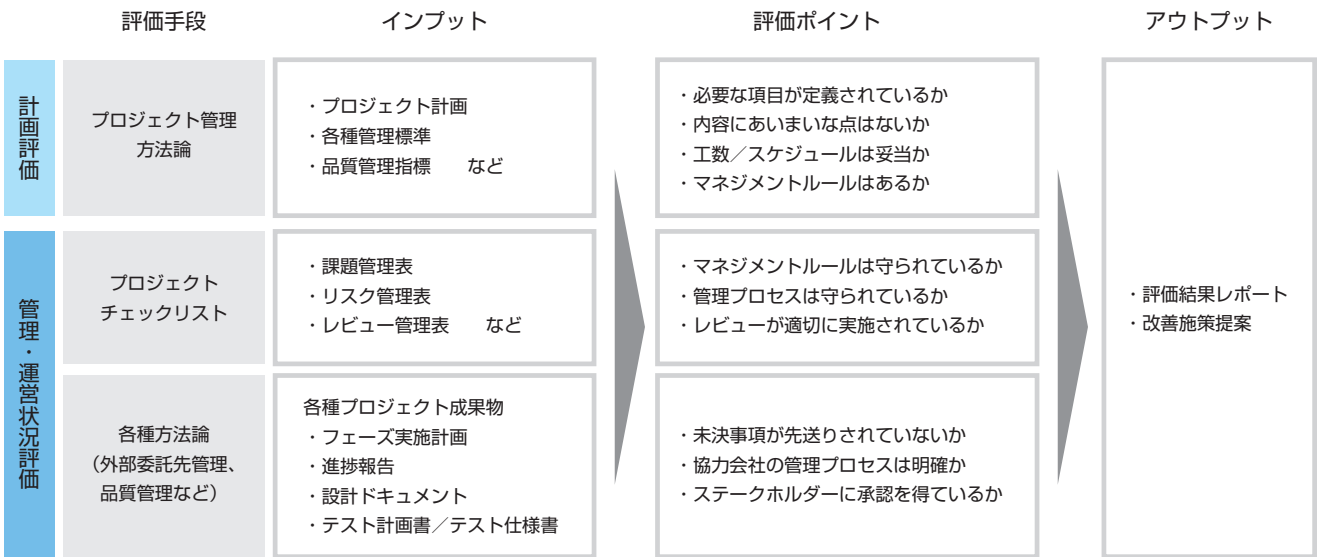 評価手段
インプット
評価ポイント
アウトプット
計画評価
プロジェクト管理
方法論
・プロジェクト計画
・各種管理標準
・品質管理指標　　など
・必要な項目が定義されているか
・内容にあいまいな点はないか
・工数／スケジュールは妥当か
・マネジメントルールはあるか
管理・運営状況評価
プロジェクト
チェックリスト
・課題管理表
・リスク管理表
・レビュー管理表　　など
・マネジメントルールは守られているか
・管理プロセスは守られているか
・レビューが適切に実施されているか
各種方法論
（外部委託先管理、
品質管理など）
各種プロジェクト成果物
・フェーズ実施計画
・進捗報告
・設計ドキュメント
・テスト計画書／テスト仕様書
・未決事項が先送りされていないか
・協力会社の管理プロセスは明確か
・ステークホルダーに承認を得ているか
・評価結果レポート
・改善施策提案